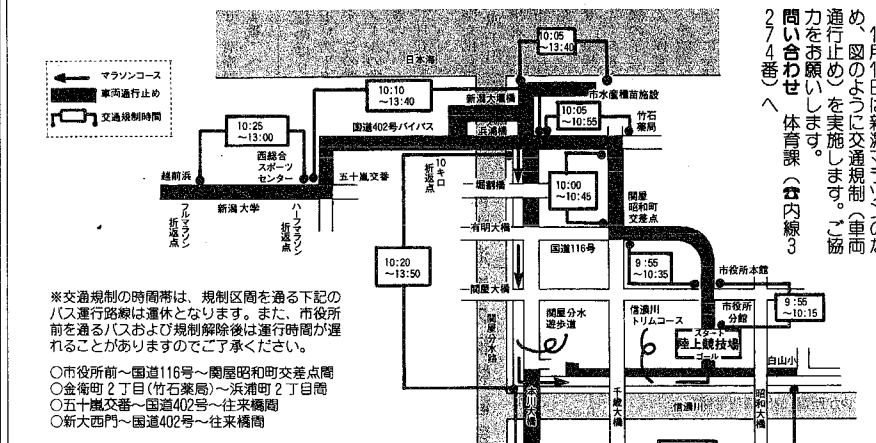 め、図のように交通規制（車両
通行止め）を実施します。ご協
力をお願いします。
問い合わせ 体育課（☎内線3
274番）へ
マラソンコース
車両通行止め
交通規制時間
日本海
10:05
～13:40
10:10
～13:40
新潟大堰橋
市水産種苗施設
10:05
～10:55
竹石
薬局
10:25
～13:00
国道402号バイパス
浜浦橋
西総合
スポーツ
センター
越前浜
五十嵐交番
新潟大学
フルマラソン
折返点
ハーフマラソン
折返点
10キロ
折返点
堀割橋
10:00
～10:45
関屋
昭和町
交差点
有明大橋
国道116号
10:20
～13:50
9:55
～10:35
市役所本館
関屋大橋
関屋分水
遊歩道
信濃川
トリムコース
市役所
分館
9:55
～10:15
関屋分水路
スタート
陸上競技場
ゴール
白山小
本川大橋
千歳大橋
昭和大橋
信濃川
※交通規制の時間帯は、規制区間を通る下記の
バス運行路線は運休となります。また、市役所
前を通るバスおよび規制解除後は運行時間が遅
れることがありますのでご了承ください。
○市役所前～国道116号～関屋昭和町交差点間
○金衛町２丁目(竹石薬局)～浜浦町２丁目間
○五十嵐交番～国道402号～往来橋間
○新大西門～国道402号～往来橋間